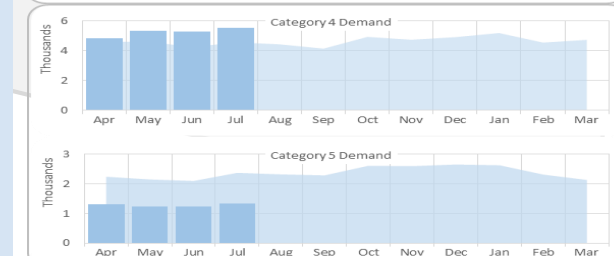 Category 4 Demand
Thousands
6
4
2
0
Apr May Jun Jul Aug Sep Oct Nov Dec Jan Feb Mar
Category 5 Demand
Thousands
3
2
1
0
Apr May Jun Jul Aug Sep Oct Nov Dec Jan Feb Mar